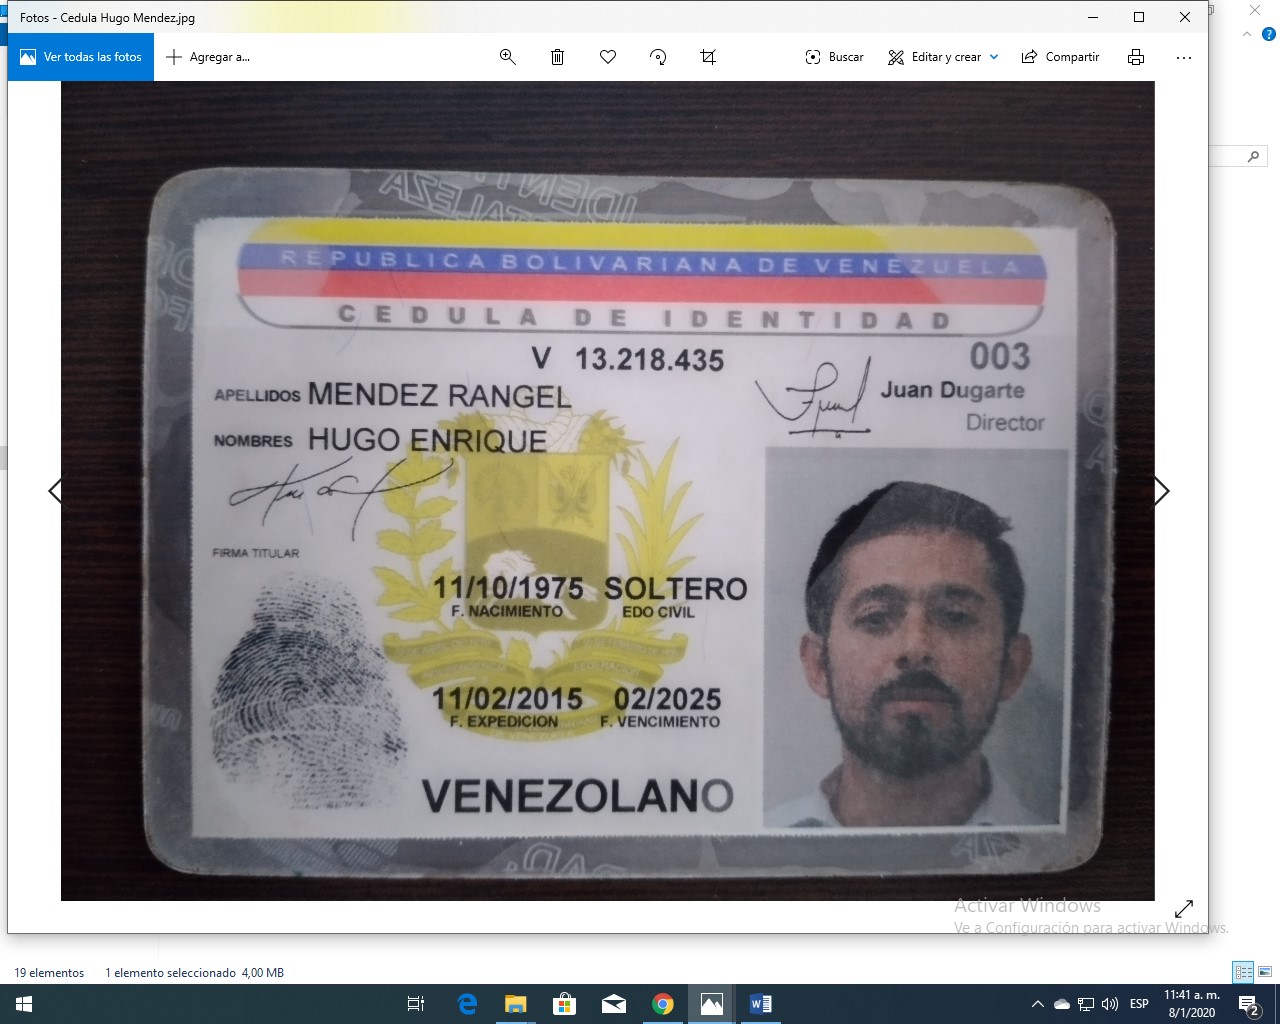 Fotos - Cedula Hugo Mendez.jpg
Ver todas las fotos
Agregar a...
Buscar
Editar y crear
Compartir
REPUBLICA BOLIVARIANA DE VENEZUELA
CEDULA DE IDENTIDAD
V 13.218.435
003
APELLIDOS MENDEZ RANGEL
Juan Dugarte
Director
NOMBRES HUGO ENRIQUE
FIRMA TITULAR
11/10/1975 SOLTERO
F. NACIMIENTO EDO CIVIL
11/02/2015 02/2025
F. EXPEDICION F. VENCIMIENTO
VENEZOLANO
Activar Windows
Ve a Configuración para activar Windows.
19 elementos
1 elemento seleccionado 4,00 MB
ESP
11:41 a. m.
8/1/2020
2